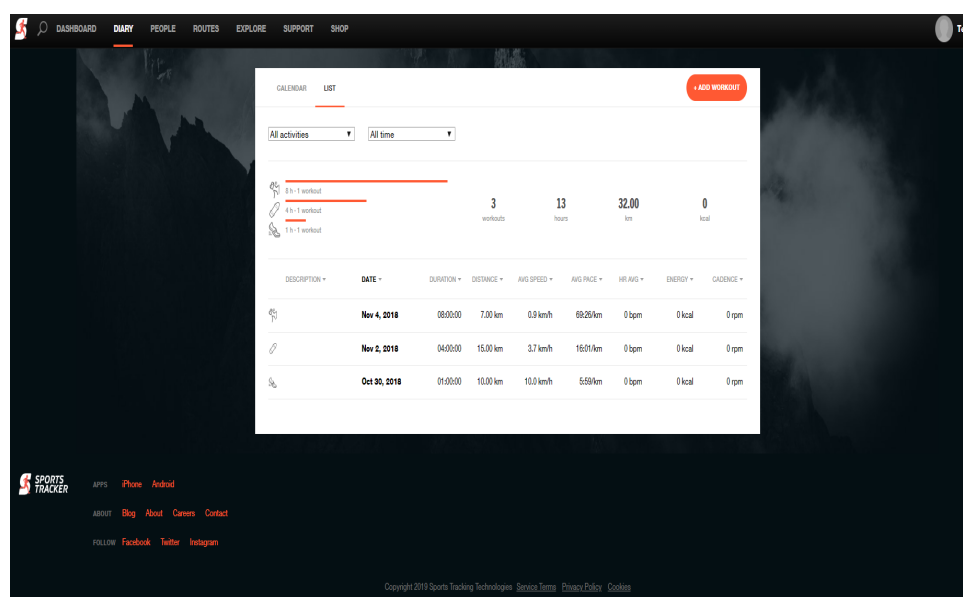 DASHBOARD DIARY PEOPLE ROUTES EXPLORE SUPPORT SHOP
CALENDAR LIST + ADD WORKOUT
All activities All time
8 h - 1 workout
4 h - 1 workout
1 h - 1 workout
3 13 32.00 0
workouts hours km kcal
DESCRIPTION DATE DURATION DISTANCE AVG SPEED AVG PACE HR AVG ENERGY CADENCE
Nov 4, 2018 08:00:00 7.00 km 0.9 km/h 69:26/km 0 bpm 0 kcal 0 rpm
Nov 2, 2018 04:00:00 15.00 km 3.7 km/h 16:01/km 0 bpm 0 kcal 0 rpm
Oct 30, 2018 01:00:00 10.00 km 10.0 km/h 5:59/km 0 bpm 0 kcal 0 rpm
SPORTS
TRACKER
APPS iPhone Android
ABOUT Blog About Careers Contact
FOLLOW Facebook Twitter Instagram
Copyright 2019 Sports Tracking Technologies Service Terms Privacy Policy Cookies